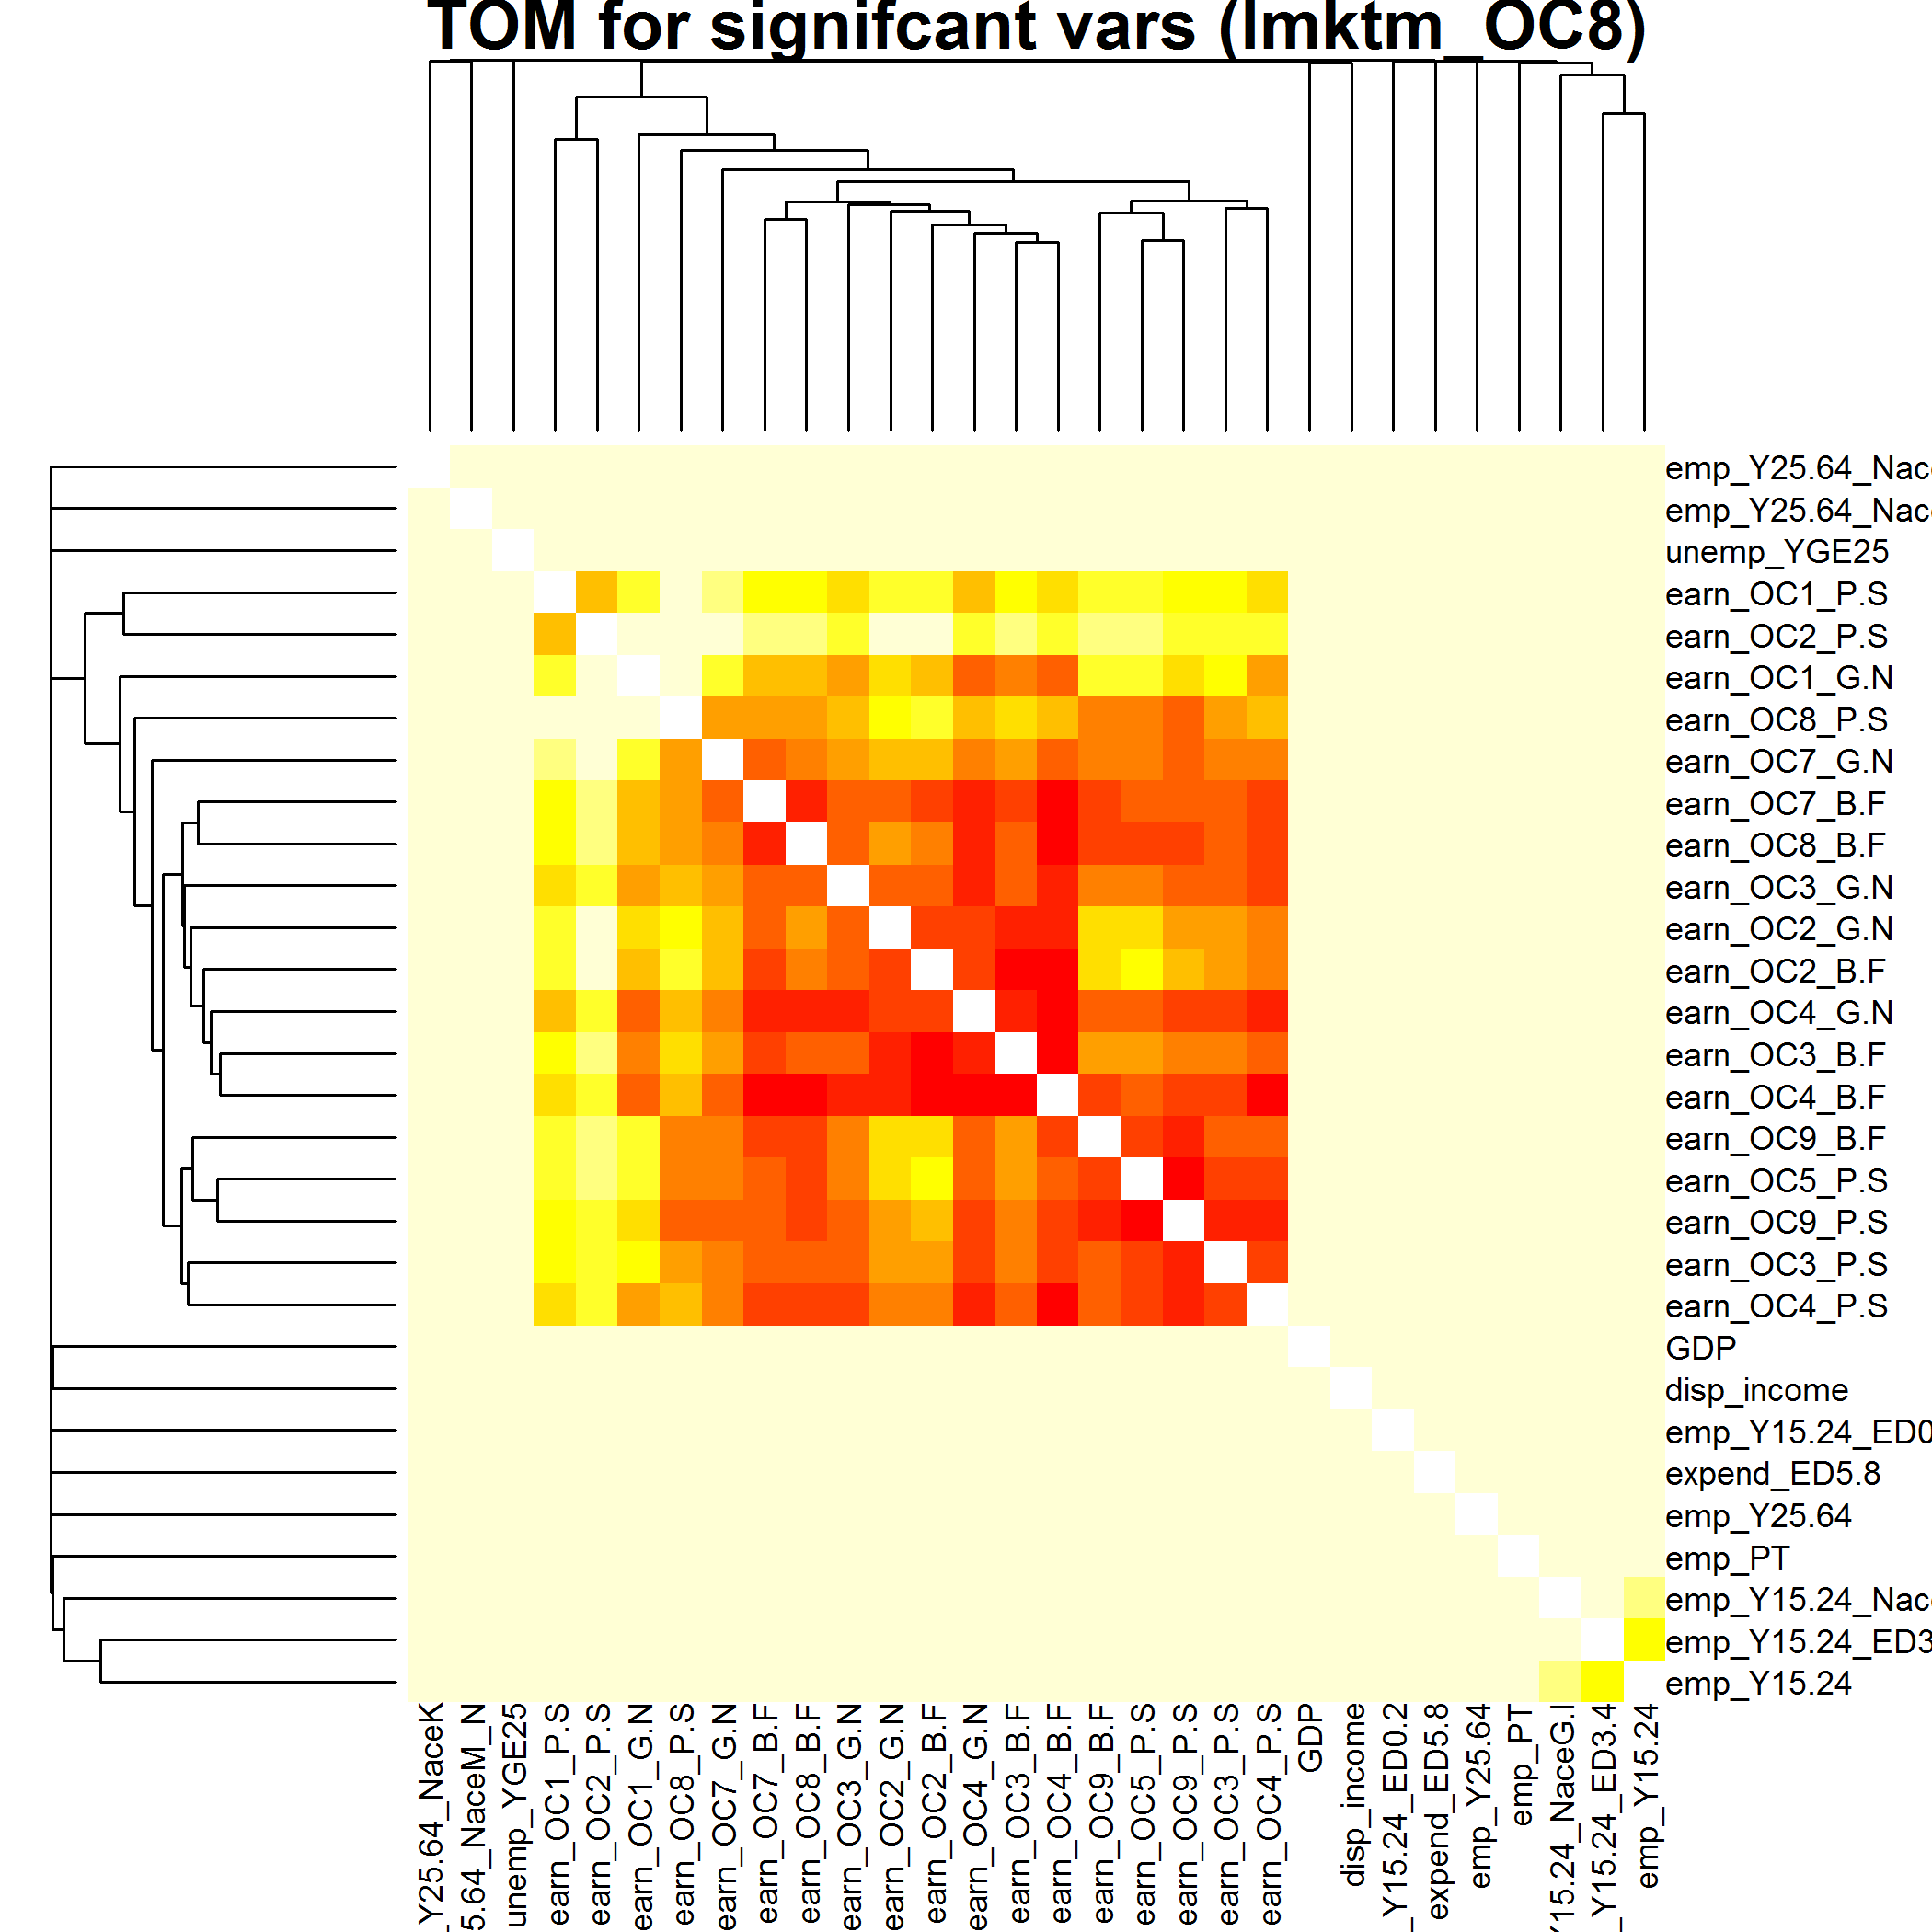 TOM for signifcant vars (lmktm_OC8)
emp_Y25.64_Nac
emp_Y25.64_Nac
unemp_YGE25
earn_OC1_P.S
earn_OC2_P.S
earn_OC1_G.N
earn_OC8_P.S
earn_OC7_G.N
earn_OC7_B.F
earn_OC8_B.F
earn_OC3_G.N
earn_OC2_G.N
earn_OC2_B.F
earn_OC4_G.N
earn_OC3_B.F
earn_OC4_B.F
earn_OC9_B.F
earn_OC5_P.S
earn_OC9_P.S
earn_OC3_P.S
earn_OC4_P.S
GDP
disp_income
emp_Y15.24_ED0
expend_ED5.8
emp_Y25.64
emp_PT
emp_Y15.24_Nac
emp_Y15.24_ED3
emp_Y15.24
_Y25.64_NaceK
5.64_NaceM_N
unemp_YGE25
earn_OC1_P.S
earn_OC2_P.S
earn_OC1_G.N
earn_OC8_P.S
earn_OC7_G.N
earn_OC7_B.F
earn_OC8_B.F
earn_OC3_G.N
earn_OC2_G.N
earn_OC2_B.F
earn_OC4_G.N
earn_OC3_B.F
earn_OC4_B.F
earn_OC9_B.F
earn_OC5_P.S
earn_OC9_P.S
earn_OC3_P.S
earn_OC4_P.S
GDP
disp_income
_Y15.24_ED0.2
expend_ED5.8
emp_Y25.64
emp_PT
Y15.24_NaceG.I
_Y15.24_ED3.4
emp_Y15.24